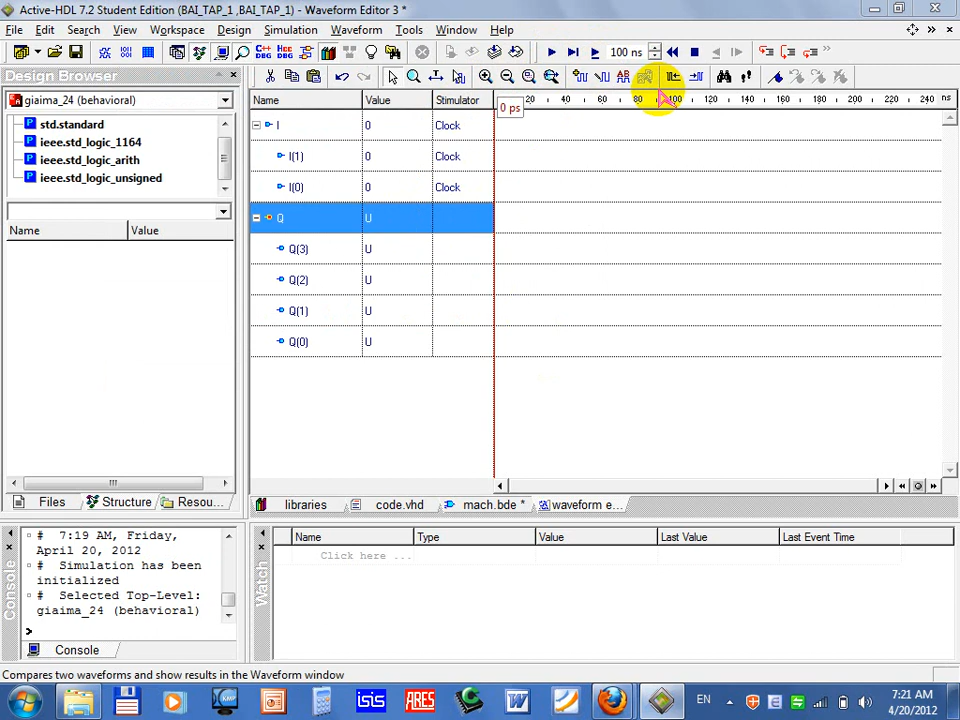 Active-HDL 7.2 Student Edition (BAI_TAP_1 ,BAI_TAP_1) - Waveform Editor 3 *
File Edit Search View Workspace Design Simulation Waveform Tools Window Help
100 ns
Design Browser
giaima_24 (behavioral)
std.standard
ieee.std_logic_1164
ieee.std_logic_arith
ieee.std_logic_unsigned
Name Value
Files Structure Resou...
Name Value Stimulator 20 40 60 80 100 120 140 160 180 200 220 240 ns
0 ps
I 0 Clock
I(1) 0 Clock
I(0) 0 Clock
Q U
Q(3) U
Q(2) U
Q(1) U
Q(0) U
libraries code.vhd mach.bde * waveform e...
Console
# 7:19 AM, Friday,
April 20, 2012
# Simulation has been
initialized
# Selected Top-Level:
giaima_24 (behavioral)
>
Console
Watch
Name Type Value Last Value Last Event Time
Click here ...
Compares two waveforms and show results in the Waveform window
KMP isis ARES W EN 7:21 AM
4/20/2012